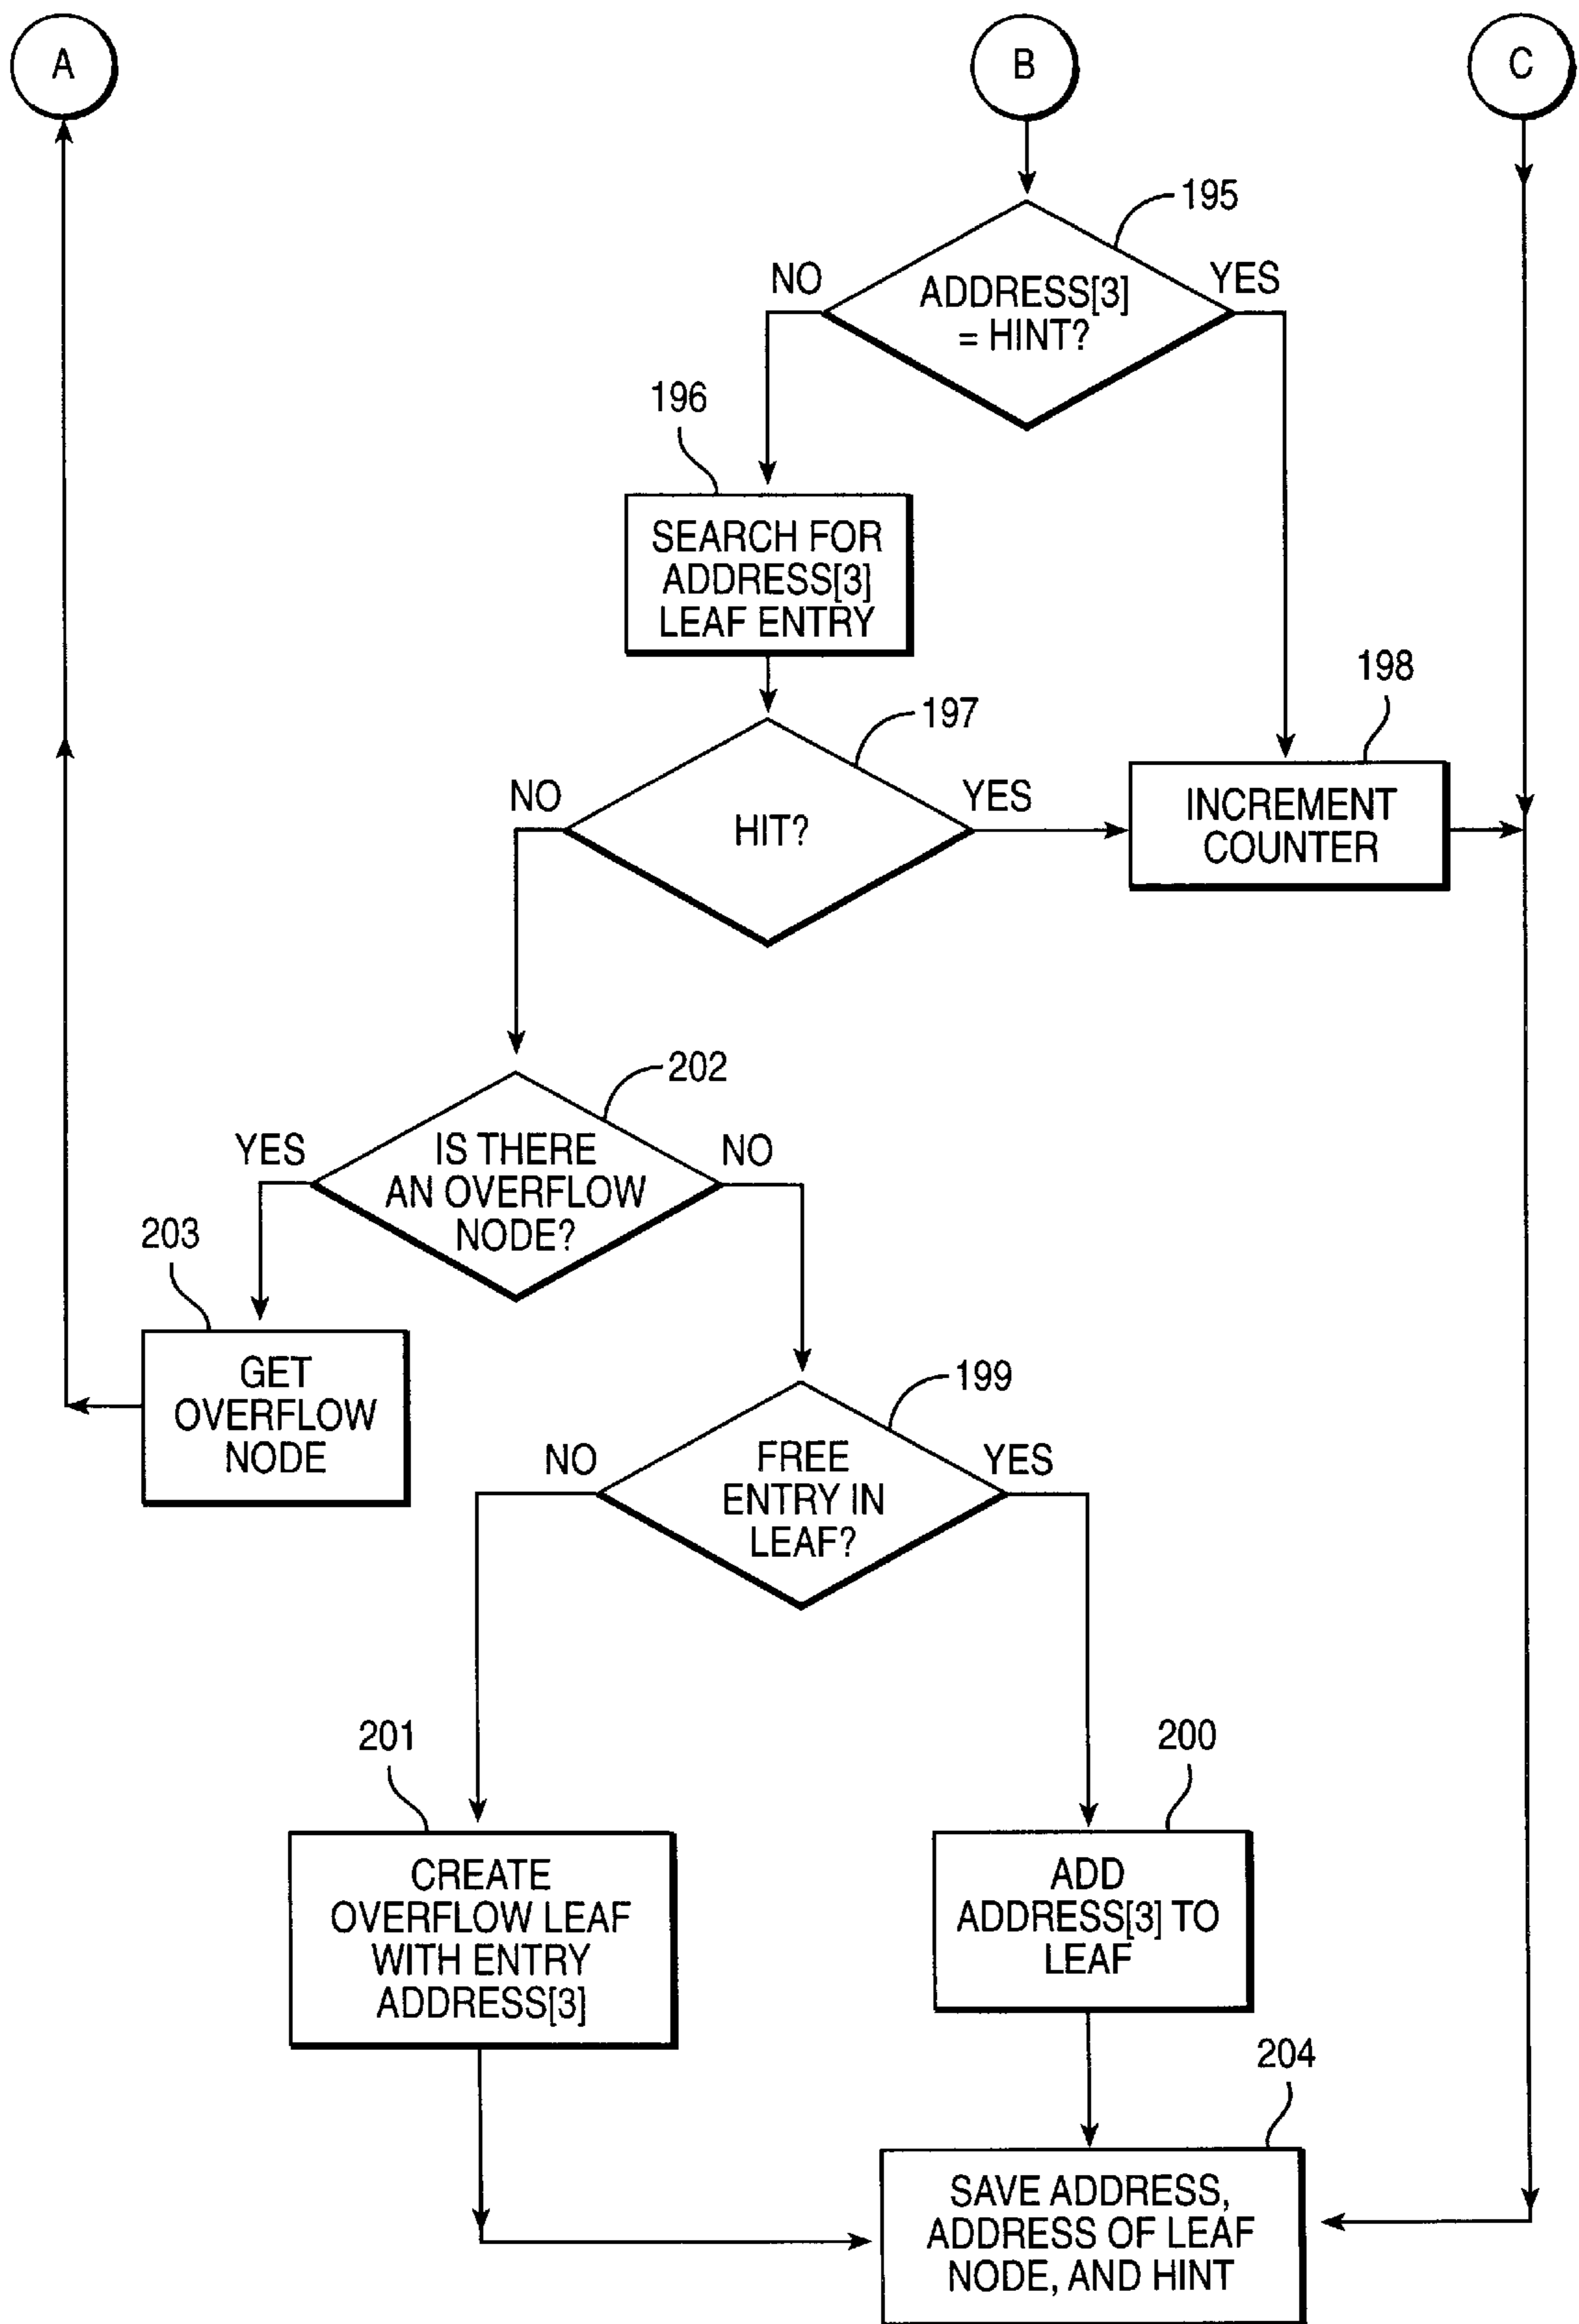 A
B
C
195
NO
YES
ADDRESS[3]
= HINT?
196
SEARCH FOR
ADDRESS[3]
LEAF ENTRY
198
197
NO
YES
HIT?
INCREMENT
COUNTER
202
YES
NO
IS THERE
AN OVERFLOW
NODE?
203
GET
OVERFLOW
NODE
199
NO
YES
FREE
ENTRY IN
LEAF?
201
200
CREATE
OVERFLOW LEAF
WITH ENTRY
ADDRESS[3]
ADD
ADDRESS[3] TO
LEAF
204
SAVE ADDRESS,
ADDRESS OF LEAF
NODE, AND HINT